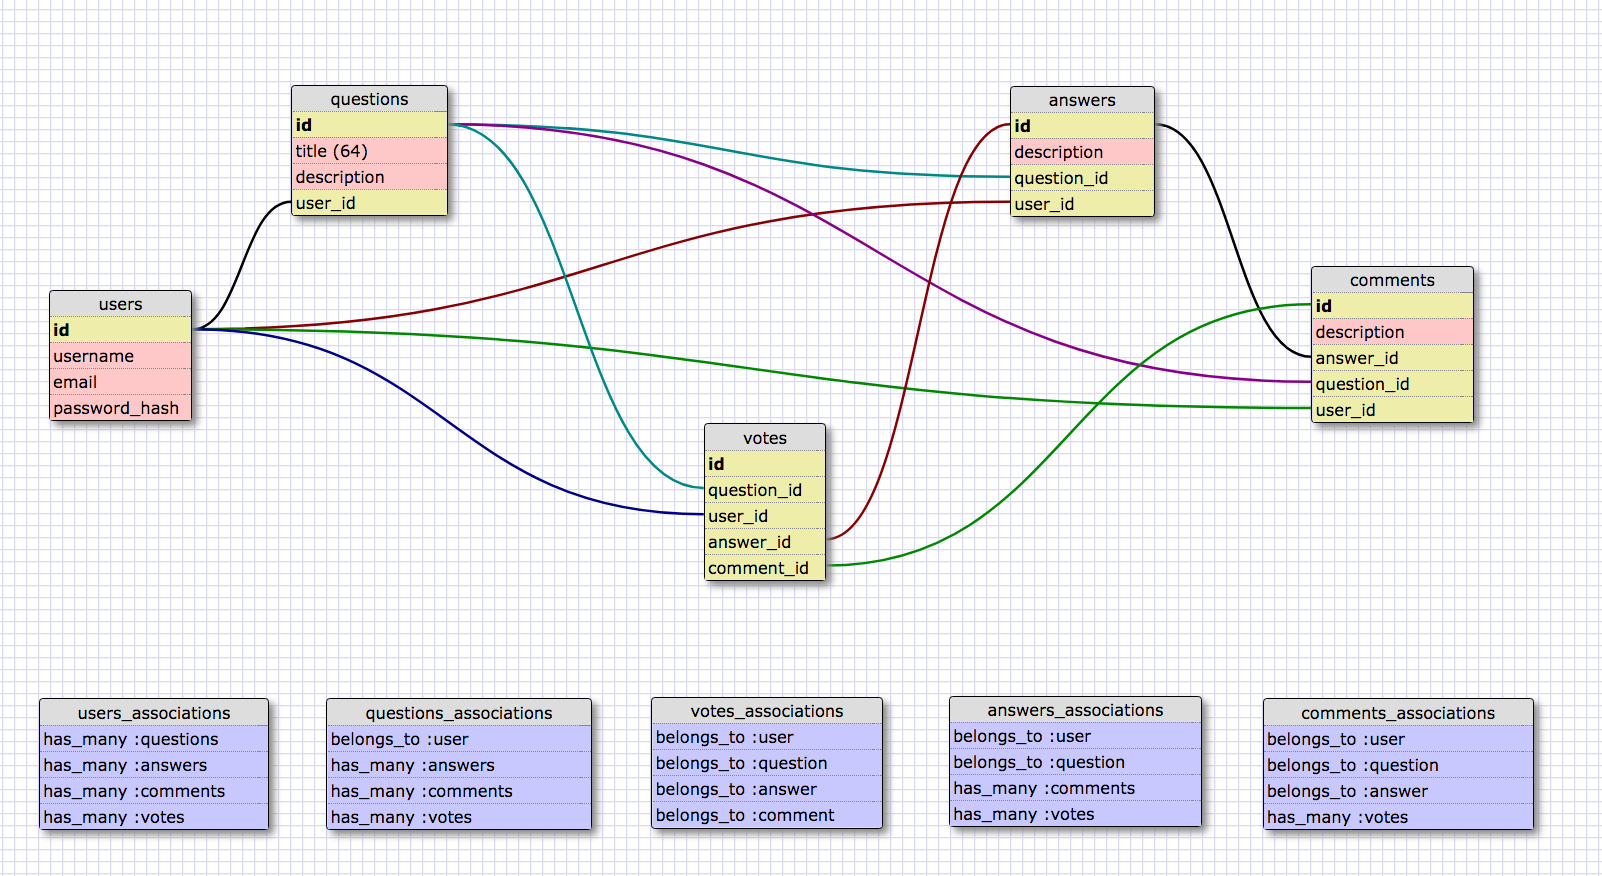 questions
id
title (64)
description
user_id
answers
id
description
question_id
user_id
users
id
username
email
password_hash
comments
id
description
answer_id
question_id
user_id
votes
id
question_id
user_id
answer_id
comment_id
users_associations
has_many :questions
has_many :answers
has_many :comments
has_many :votes
questions_associations
belongs_to :user
has_many :answers
has_many :comments
has_many :votes
votes_associations
belongs_to :user
belongs_to :question
belongs_to :answer
belongs_to :comment
answers_associations
belongs_to :user
belongs_to :question
has_many :comments
has_many :votes
comments_associations
belongs_to :user
belongs_to :question
belongs_to :answer
has_many :votes